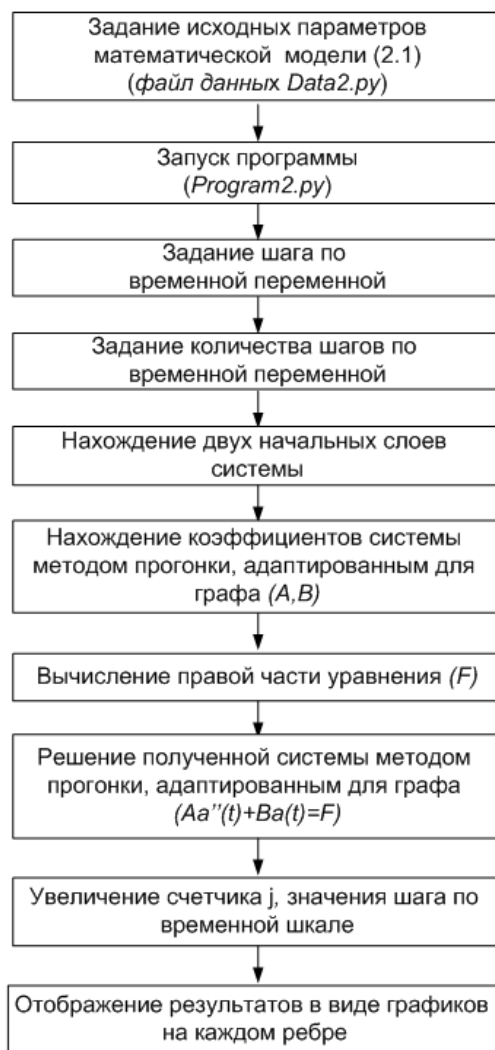 Задание исходных параметров
математической модели (2.1)
(файл данных Data2.py)
Запуск программы
(Program2.py)
Задание шага по
временной переменной
Задание количества шагов по
временной переменной
Нахождение двух начальных слоев
системы
Нахождение коэффициентов системы
методом прогонки, адаптированным для
графа (A,B)
Вычисление правой части уравнения (F)
Решение полученной системы методом
прогонки, адаптированным для графа
(Aa’’(t)+Ba(t)=F)
Увеличение счетчика j, значения шага по
временной шкале
Отображение результатов в виде графиков
на каждом ребре